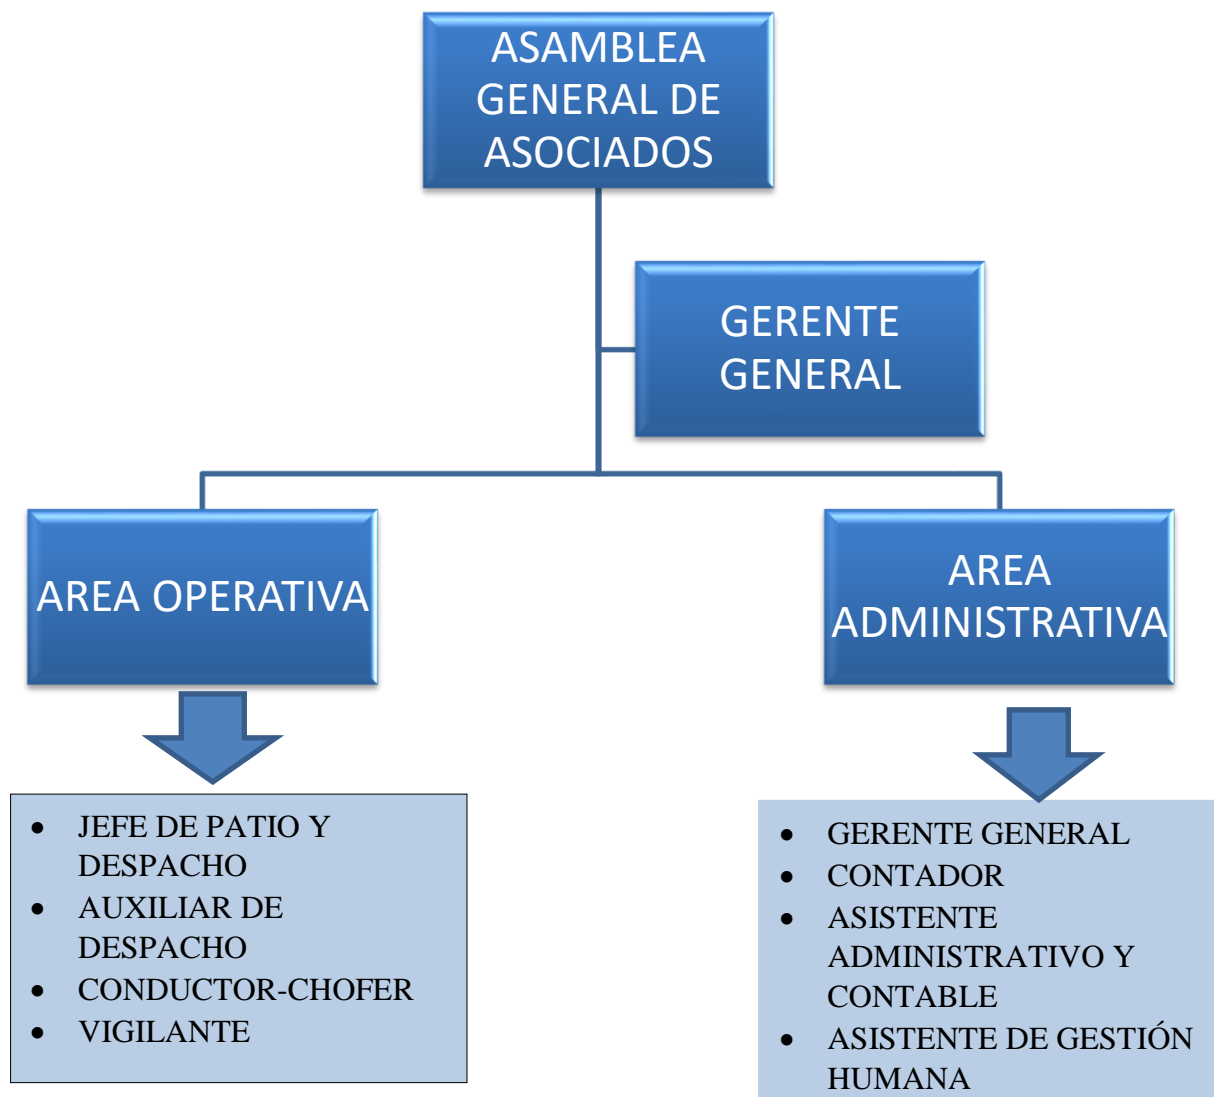 ASAMBLEA
GENERAL DE
ASOCIADOS
GERENTE
GENERAL
AREA OPERATIVA
AREA
ADMINISTRATIVA
• JEFE DE PATIO Y
DESPACHO
• AUXILIAR DE
DESPACHO
• CONDUCTOR-CHOFER
• VIGILANTE
• GERENTE GENERAL
• CONTADOR
• ASISTENTE
ADMINISTRATIVO Y
CONTABLE
• ASISTENTE DE GESTIÓN
HUMANA